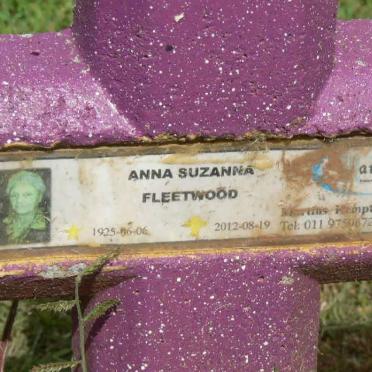 ANNA SUZANNA
FLEETWOOD
1925-06-06
2012-08-19
Tel: 011